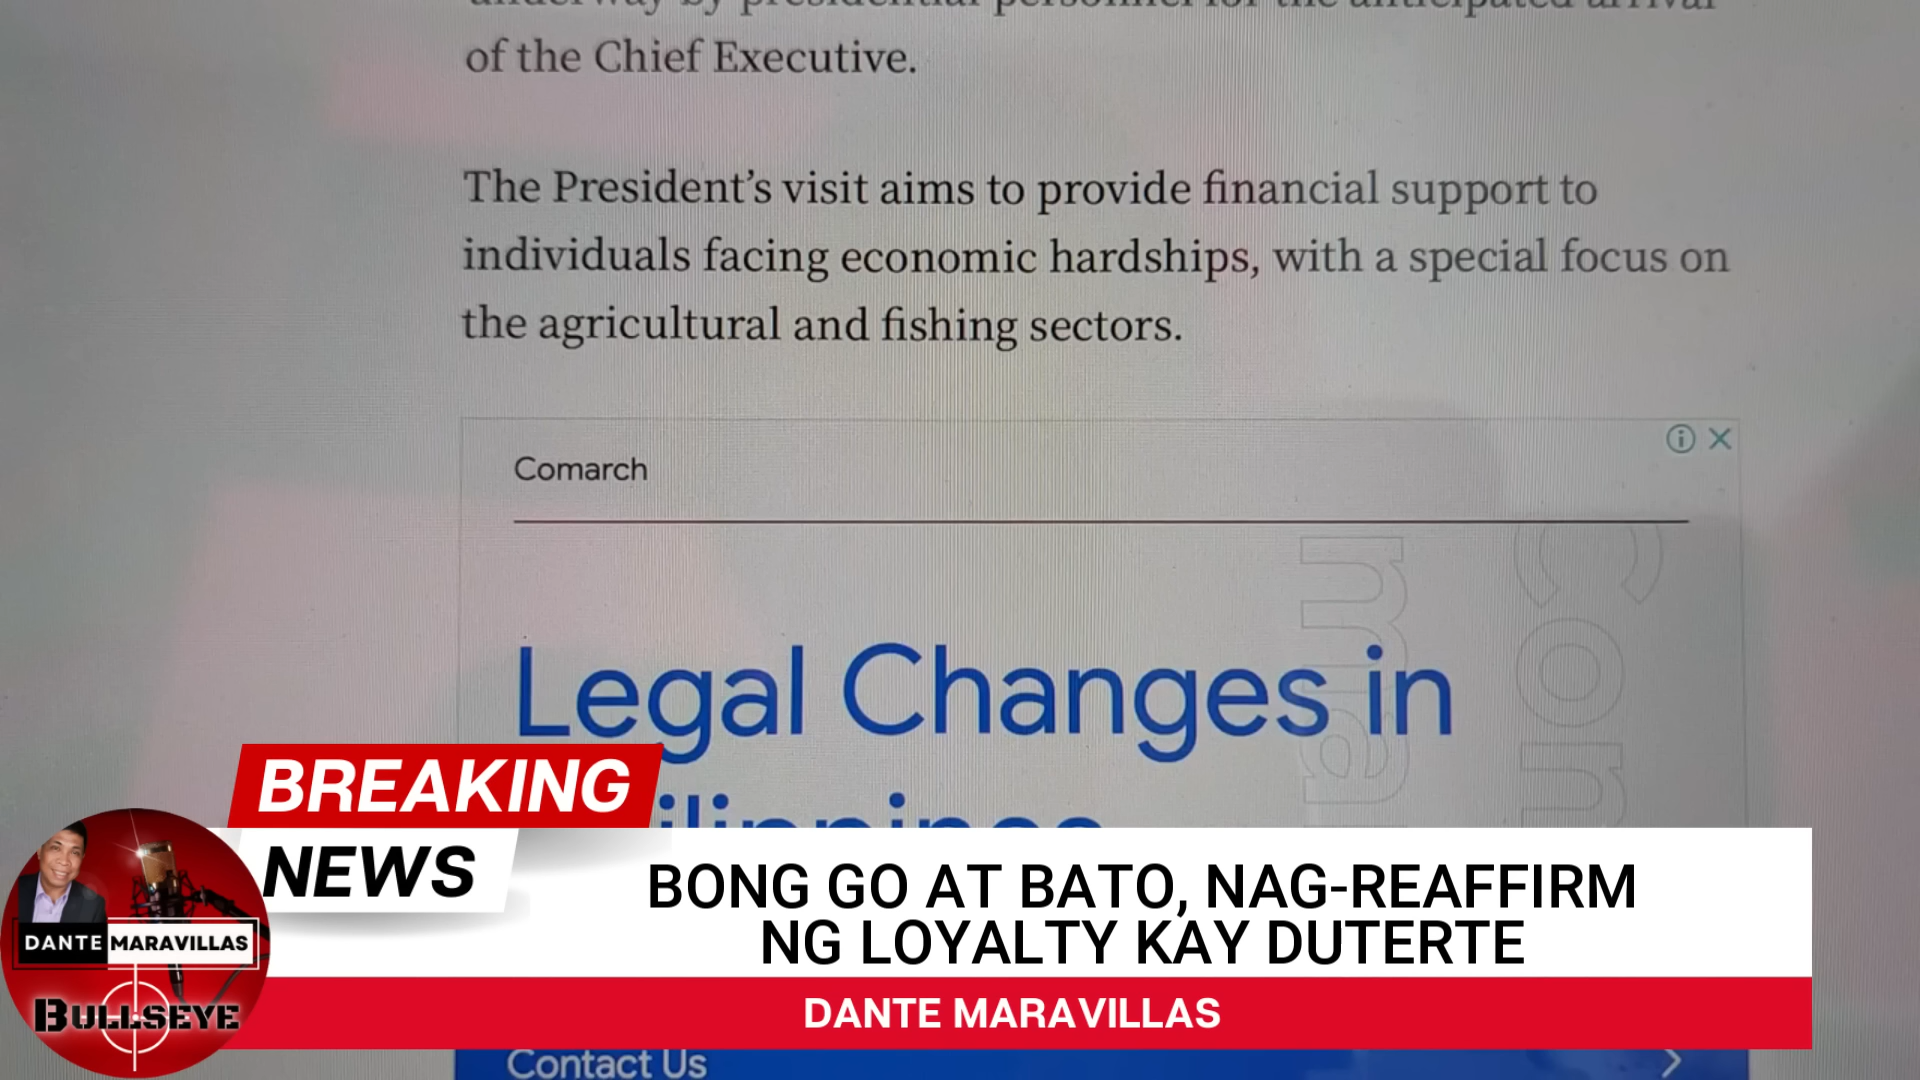 of the Chief Executive.
The President's visit aims to provide financial support to
individuals facing economic hardships, with a special focus on
the agricultural and fishing sectors.
Comarch
Legal Changes in
BREAKING
NEWS
BONG GO AT BATO, NAG-REAFFIRM
NG LOYALTY KAY DUTERTE
DANTE MARAVILLAS
DANTE MARAVILLAS
BULLSEYE
Contact Us